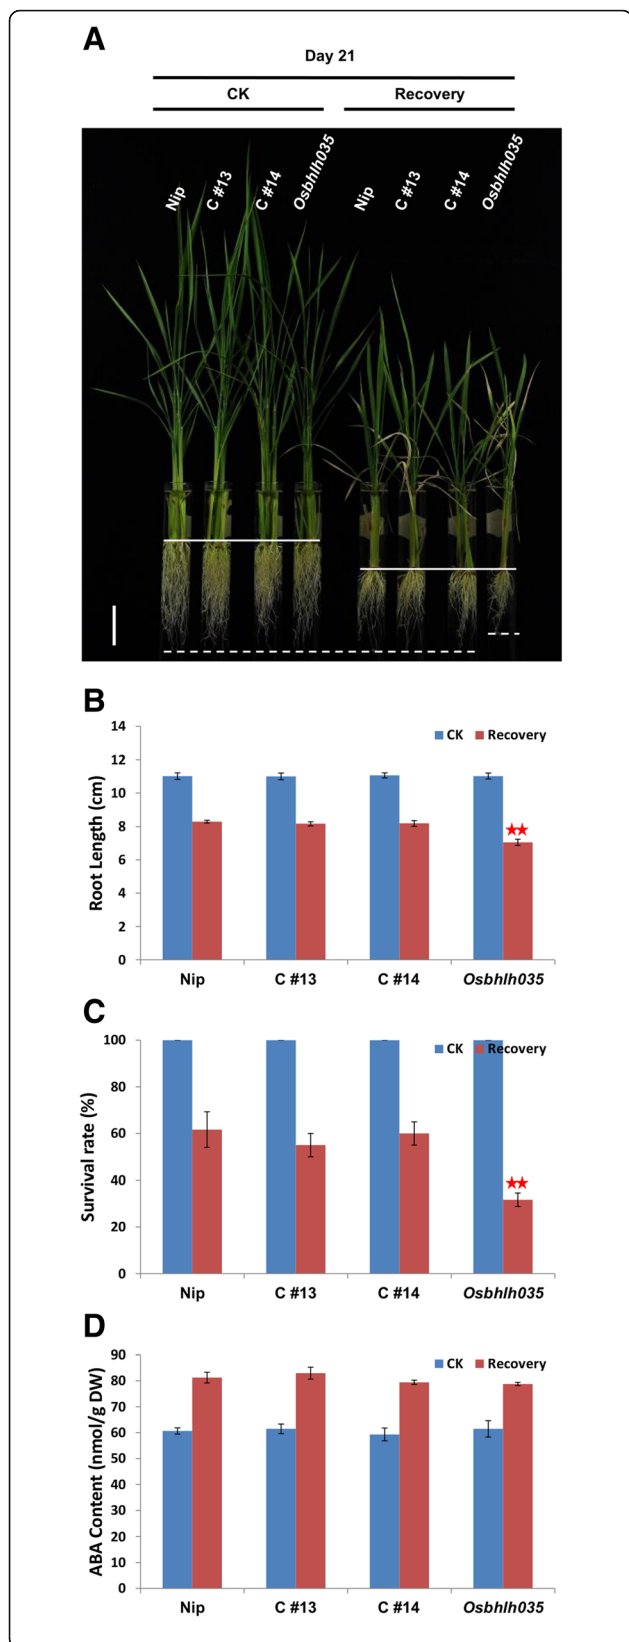 A
Day 21
CK Recovery
Nip C #13 C #14 Osbhlh035 Nip C #13 C #14 Osbhlh035
B
CK Recovery
Root Length (cm)
14
12
10
8
6
4
2
0
Nip C #13 C #14 Osbhlh035
C
CK Recovery
Survival rate (%)
100
80
60
40
20
0
Nip C #13 C #14 Osbhlh035
D
CK Recovery
ABA Content (nmol/g DW)
90
80
70
60
50
40
30
20
10
0
Nip C #13 C #14 Osbhlh035